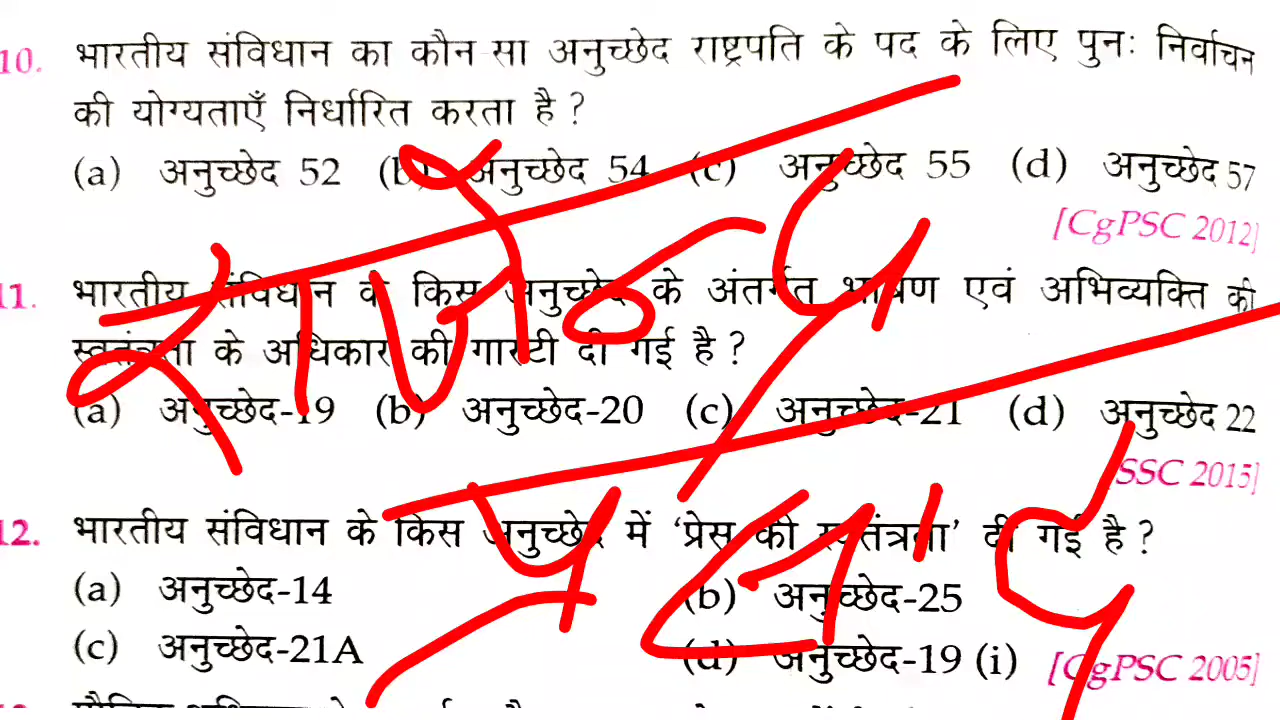 10. भारतीय संविधान का कौन सा अनुच्छेद राष्ट्रपति के पद के लिए पुनः निर्वाचन
की योग्यताएँ निर्धारित करता है ?
(a) अनुच्छेद 52 (b) अनुच्छेद 54 (c) अनुच्छेद 55 (d) अनुच्छेद 57
[CgPSC 2012]
11. भारतीय संविधान के किस अनुच्छेद के अंतर्गत भाषण एवं अभिव्यक्ति की
स्वतंत्रता के अधिकार की गारन्टी दी गई है ?
(a) अनुच्छेद-19 (b) अनुच्छेद-20 (c) अनुच्छेद-21 (d) अनुच्छेद 22
[SSC 2015]
12. भारतीय संविधान के किस अनुच्छेद में ‘प्रेस की स्वतंत्रता’ दी गई है ?
(a) अनुच्छेद-14 (b) अनुच्छेद-25
(c) अनुच्छेद-21A (d) अनुच्छेद-19 (i) [CgPSC 2005]
राजेन्द्र
प्रसाद